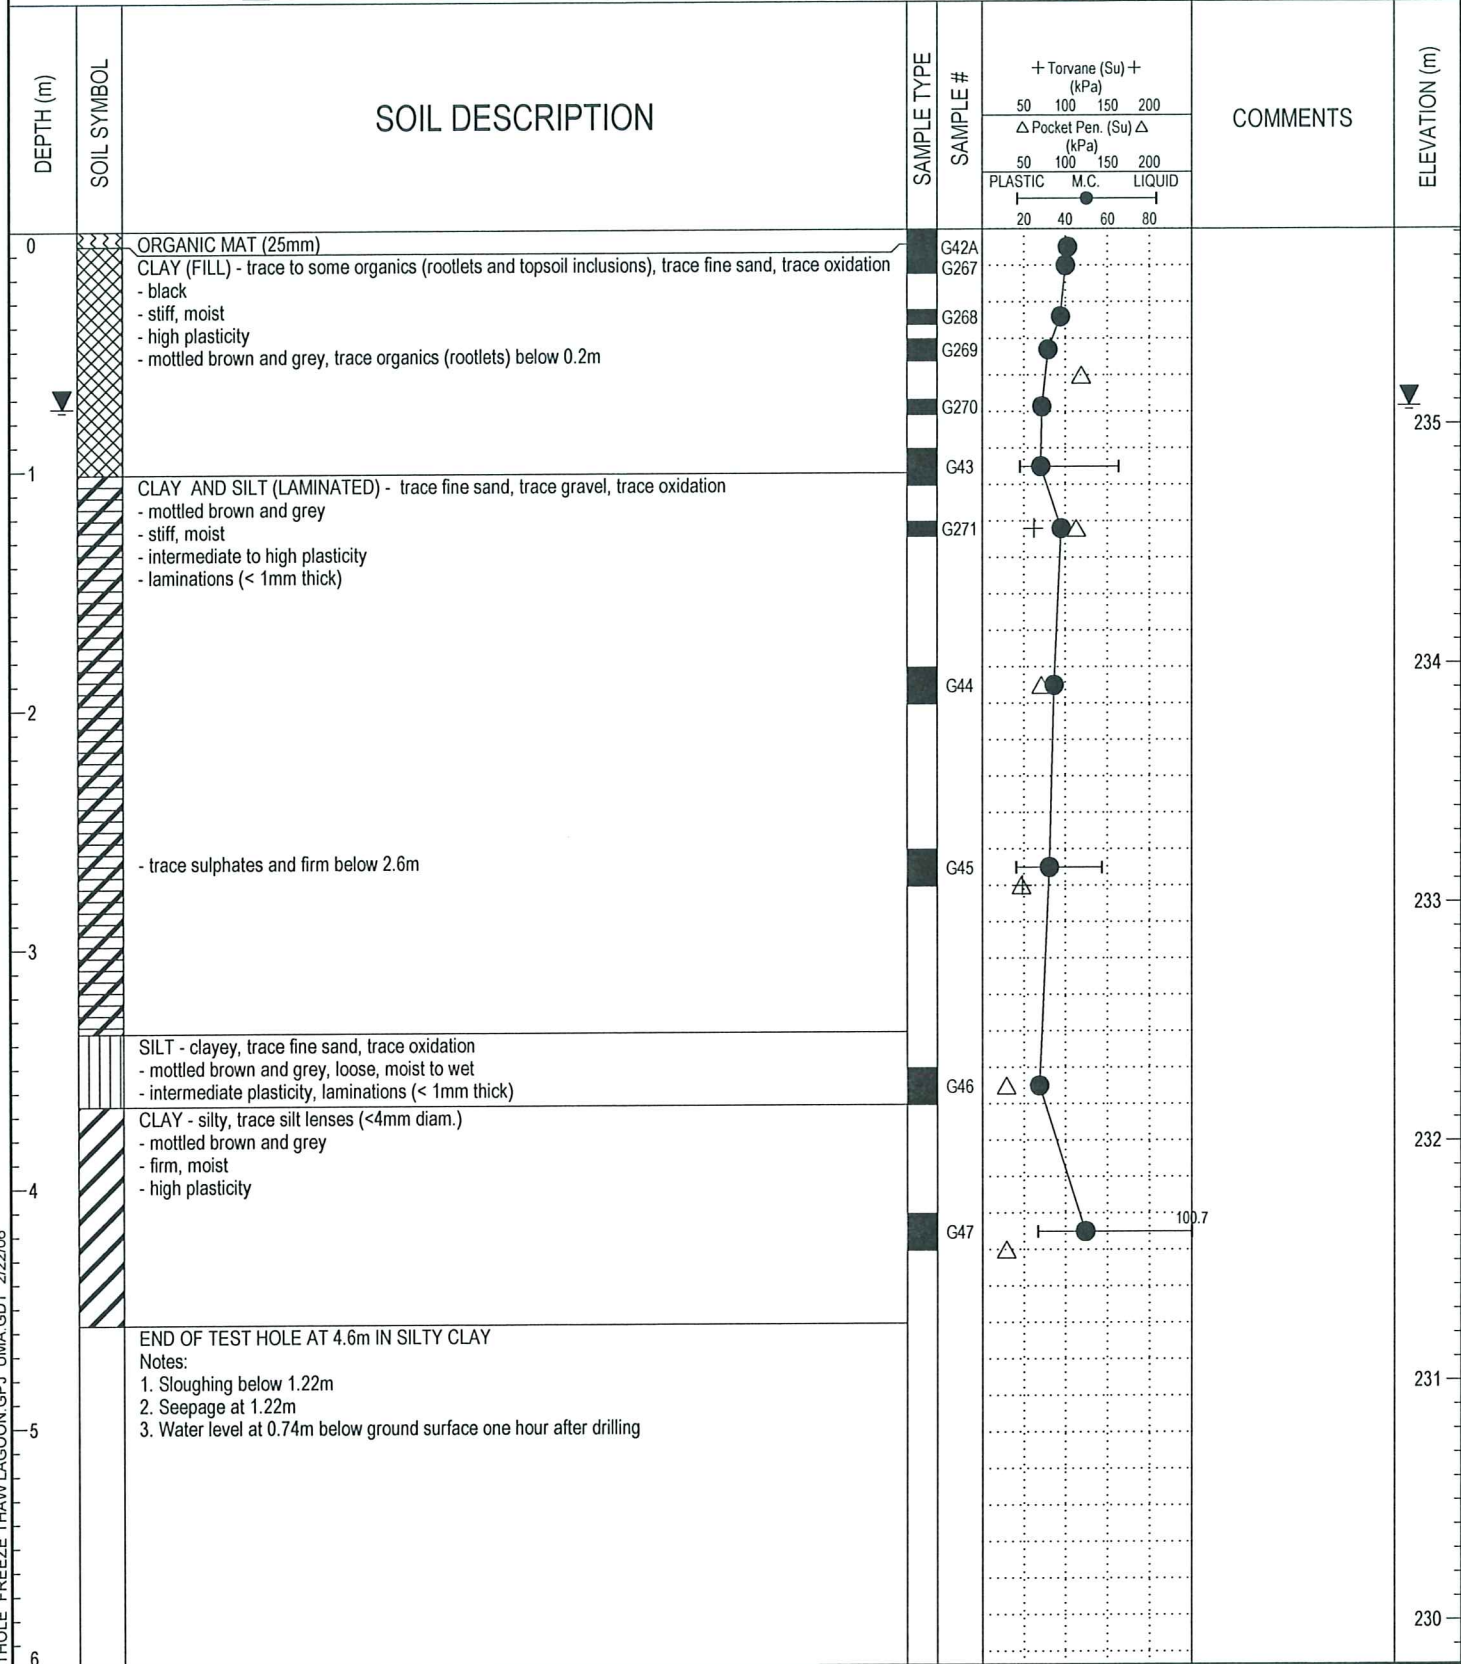 DEPTH (m)
SOIL SYMBOL
SOIL DESCRIPTION
SAMPLE TYPE
SAMPLE #
+ Torvane (Su) +
(kPa)
50 100 150 200
△ Pocket Pen. (Su) △
(kPa)
50 100 150 200
PLASTIC M.C. LIQUID
20 40 60 80
COMMENTS
ELEVATION (m)
0
ORGANIC MAT (25mm)
G42A
CLAY (FILL) - trace to some organics (rootlets and topsoil inclusions), trace fine sand, trace oxidation
G267
- black
- stiff, moist
G268
- high plasticity
- mottled brown and grey, trace organics (rootlets) below 0.2m
G269
G270
235
1
G43
CLAY AND SILT (LAMINATED) - trace fine sand, trace gravel, trace oxidation
- mottled brown and grey
- stiff, moist
G271
- intermediate to high plasticity
- laminations (< 1mm thick)
234
G44
2
- trace sulphates and firm below 2.6m
G45
233
3
SILT - clayey, trace fine sand, trace oxidation
- mottled brown and grey, loose, moist to wet
- intermediate plasticity, laminations (< 1mm thick)
G46
CLAY - silty, trace silt lenses (<4mm diam.)
- mottled brown and grey
232
- firm, moist
- high plasticity
4
100.7
G47
END OF TEST HOLE AT 4.6m IN SILTY CLAY
Notes:
1. Sloughing below 1.22m
231
2. Seepage at 1.22m
3. Water level at 0.74m below ground surface one hour after drilling
5
230
6
FREEZE THAW LAGOON.GPJ UMA.GDT 2/22/06